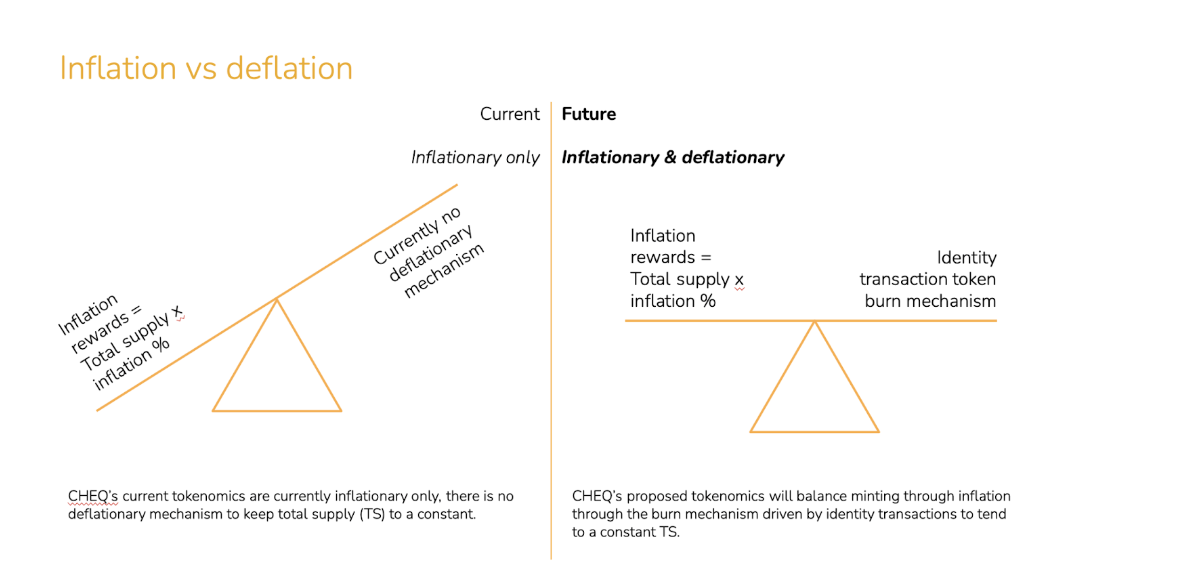 Inflation vs deflation
Current
Inflationary only
Inflation
rewards =
Total supply x
inflation %
Currently no
deflationary
mechanism
CHEQ's current tokenomics are currently inflationary only, there is no
deflationary mechanism to keep total supply (TS) to a constant.
Future
Inflationary & deflationary
Inflation
rewards =
Total supply x
inflation %
Identity
transaction token
burn mechanism
CHEQ's proposed tokenomics will balance minting through inflation
through the burn mechanism driven by identity transactions to tend
to a constant TS.